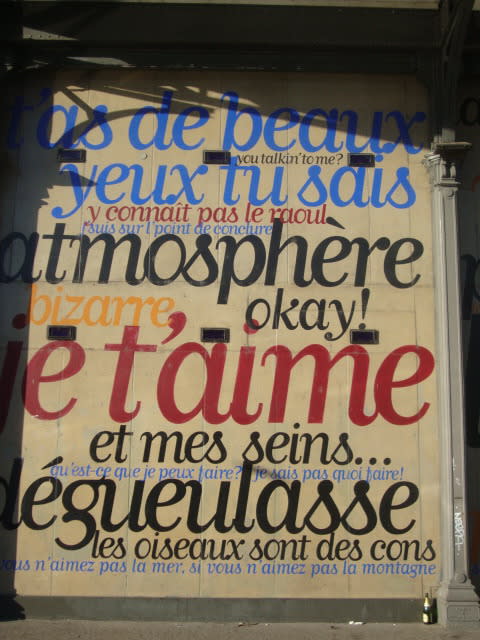 t'as de beaux
you talkin' to me?
yeux tu sais
y connaît pas le raoul
j'suis sur l'point de conclure
atmosphère
bizarre
okay!
je t'aime
et mes seins...
qu'est-ce que je peux faire? je sais pas quoi faire!
dégueulasse
les oiseaux sont des cons
vous n'aimez pas la mer, si vous n'aimez pas la montagne